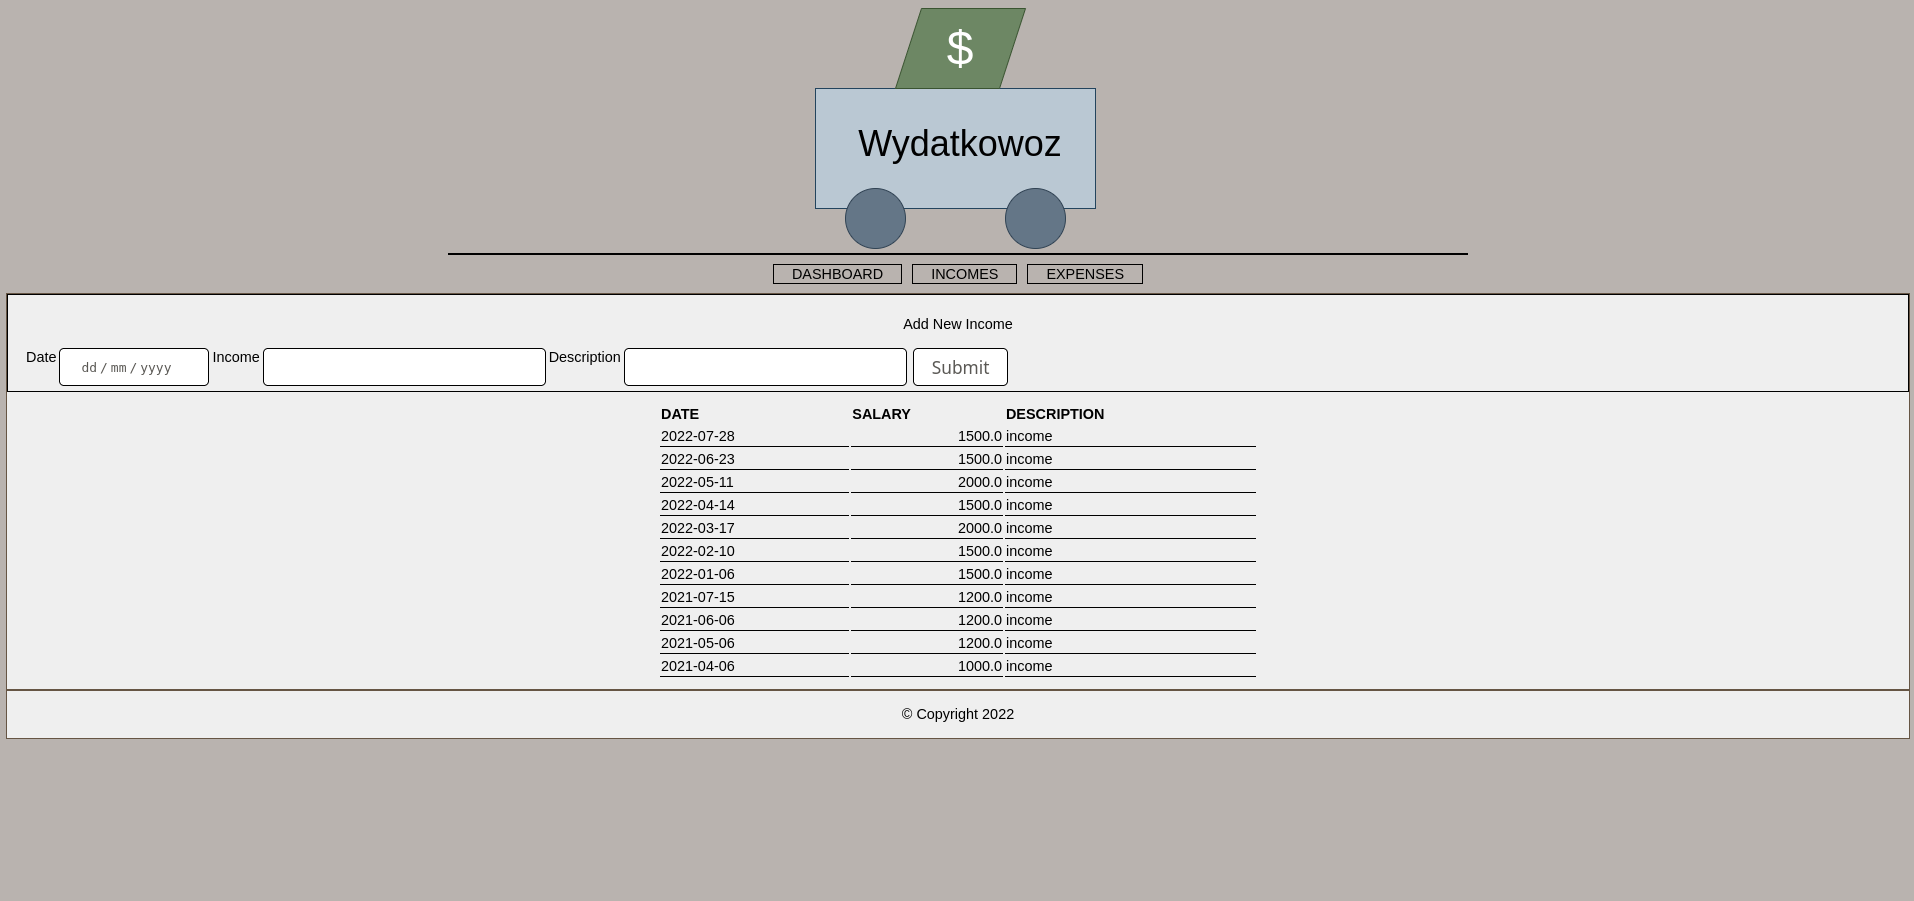 $
Wydatkowoz
DASHBOARD INCOMES EXPENSES
Add New Income
Date dd/mm/yyyy Income Description Submit
DATE SALARY DESCRIPTION
2022-07-28 1500.0 income
2022-06-23 1500.0 income
2022-05-11 2000.0 income
2022-04-14 1500.0 income
2022-03-17 2000.0 income
2022-02-10 1500.0 income
2022-01-06 1500.0 income
2021-07-15 1200.0 income
2021-06-06 1200.0 income
2021-05-06 1200.0 income
2021-04-06 1000.0 income
© Copyright 2022